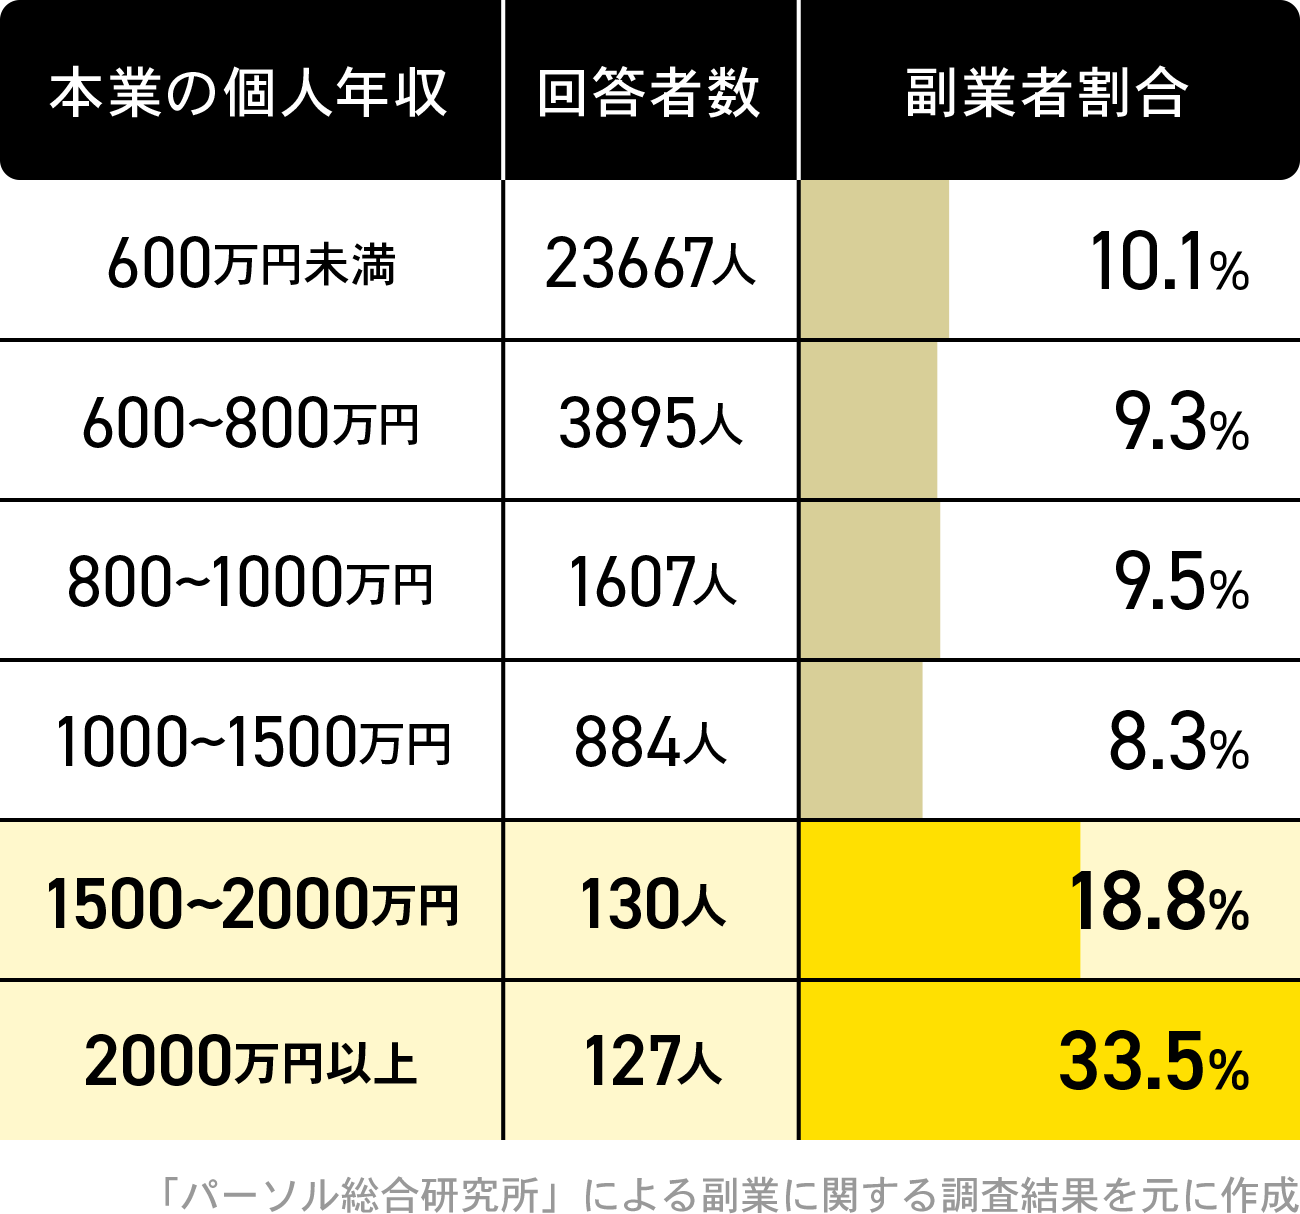 本業の個人年収 回答者数 副業者割合
600万円未満 23667人 10.1%
600〜800万円 3895人 9.3%
800〜1000万円 1607人 9.5%
1000〜1500万円 884人 8.3%
1500〜2000万円 130人 18.8%
2000万円以上 127人 33.5%
「パーソル総合研究所」による副業に関する調査結果を元に作成